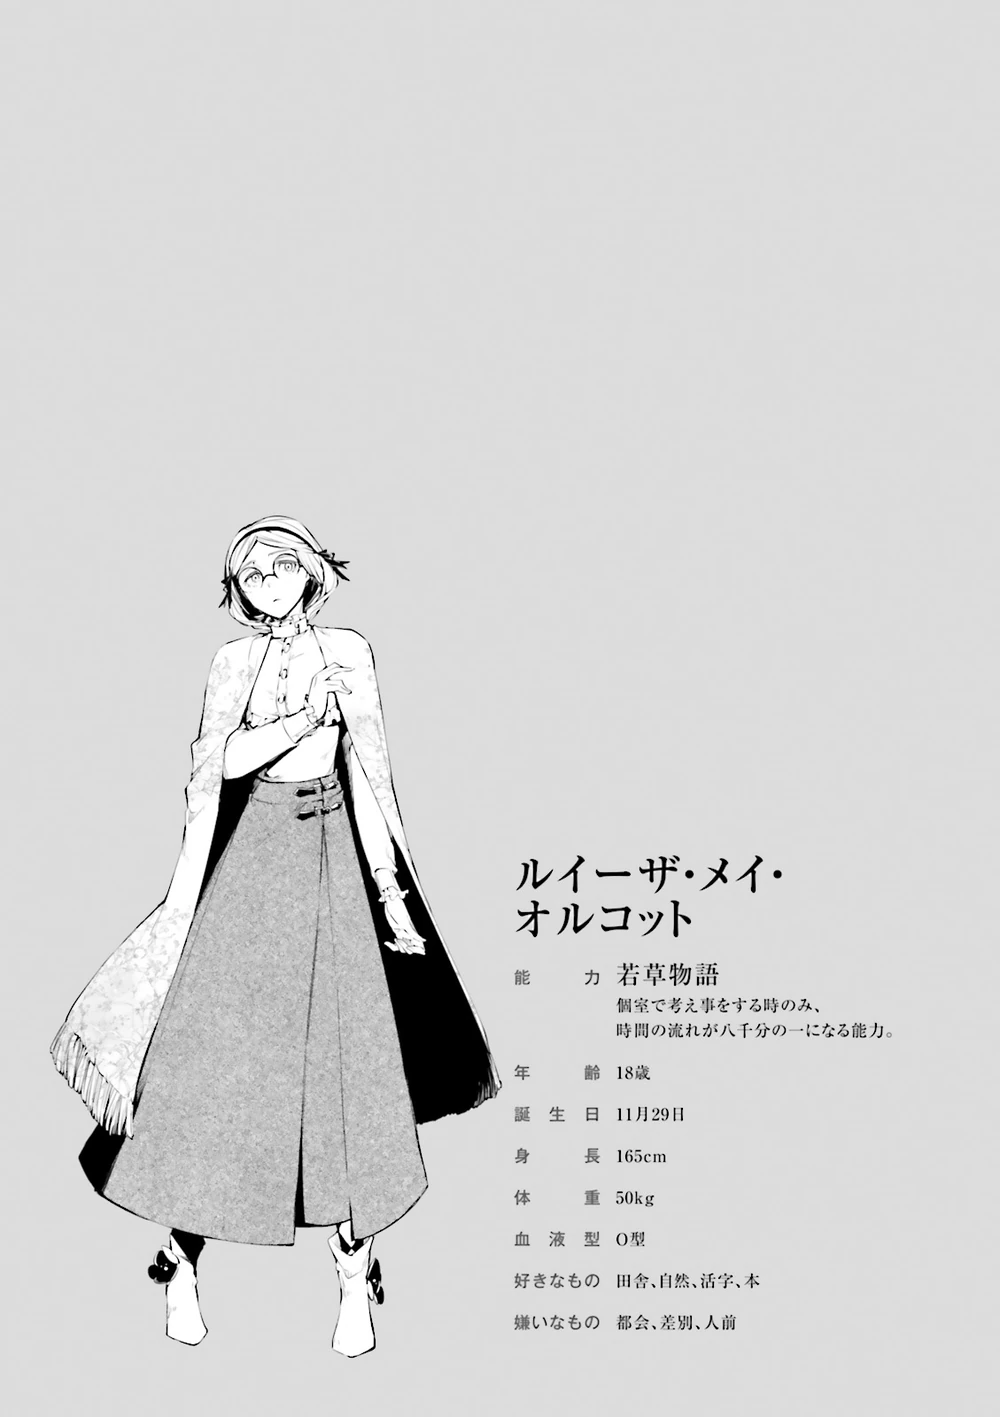 ルイーザ・メイ・
オルコット
能力 若草物語
個室で考え事をする時のみ、
時間の流れが八千分の一になる能力。
年齢 18歳
誕生日 11月29日
身長 165cm
体重 50kg
血液型 O型
好きなもの 田舎、自然、活字、本
嫌いなもの 都会、差別、人前